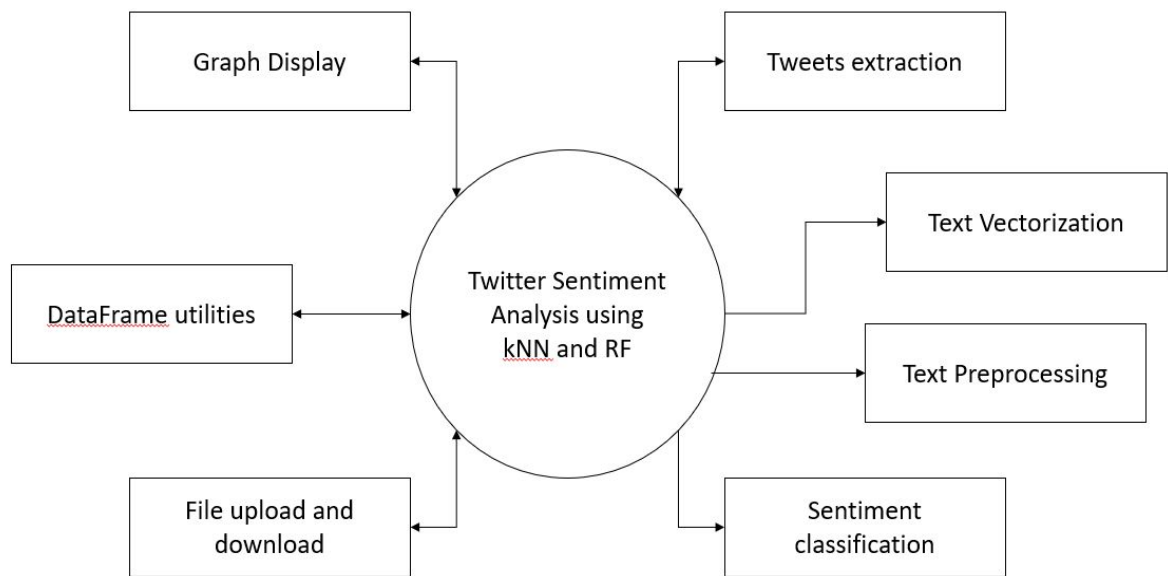 Graph Display
Tweets extraction
Text Vectorization
Twitter Sentiment
Analysis using
kNN and RF
DataFrame utilities
Text Preprocessing
File upload and
download
Sentiment
classification